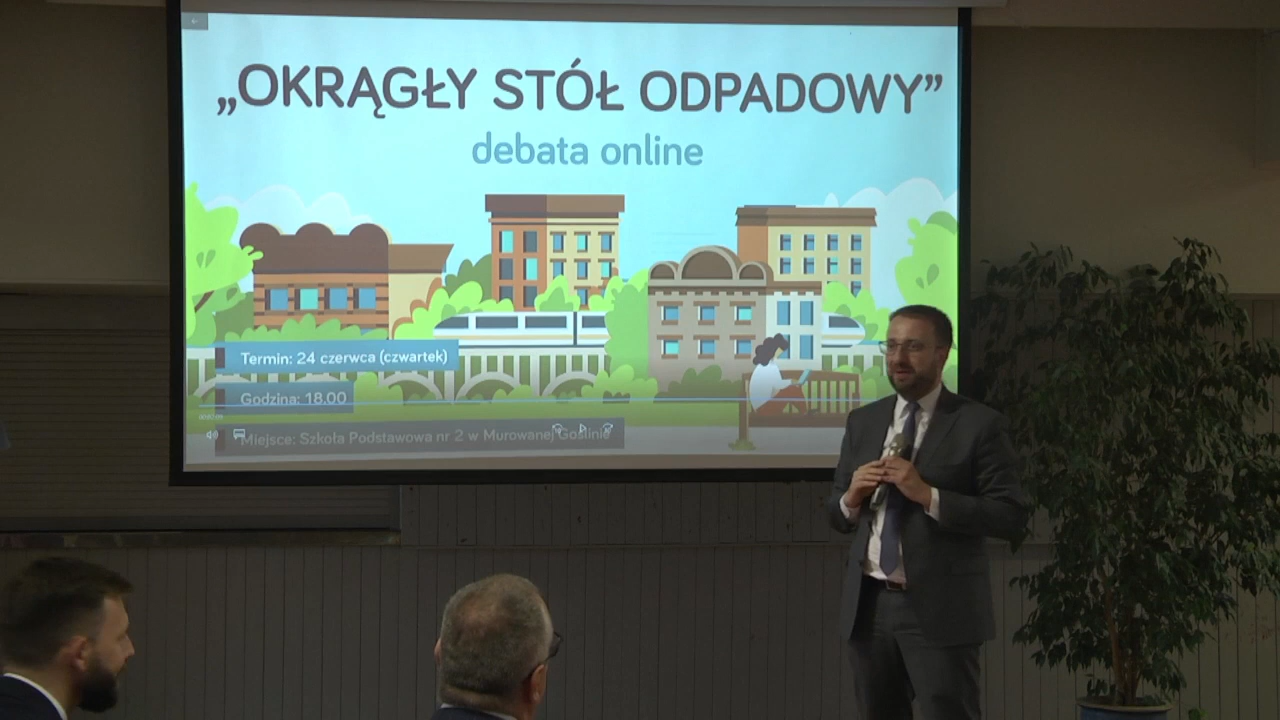 „OKRĄGŁY STÓŁ ODPADOWY”
debata online
Termin: 24 czerwca (czwartek)
Godzina: 18.00
Miejsce: Szkoła Podstawowa nr 2 w Murowanej Goślinie